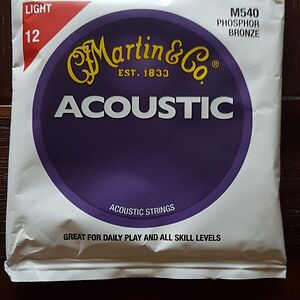 LIGHT
12
M540
PHOSPHOR
BRONZE
C.F. Martin & Co.®
EST. 1833
ACOUSTIC
ACOUSTIC STRINGS
GREAT FOR DAILY PLAY AND ALL SKILL LEVELS